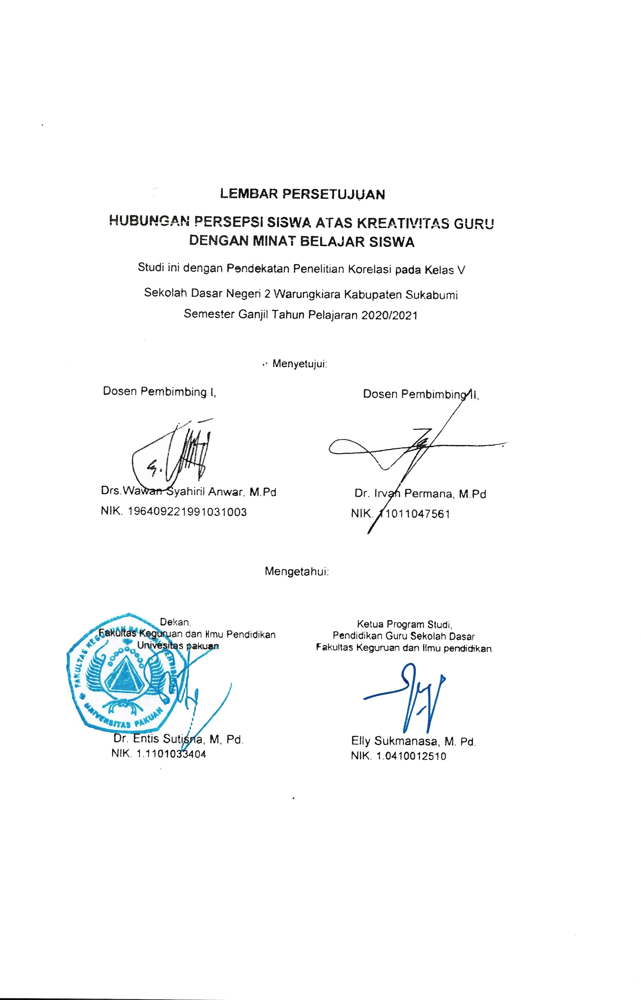 LEMBAR PERSETUJUAN
HUBUNGAN PERSEPSI SISWA ATAS KREATIVITAS GURU
DENGAN MINAT BELAJAR SISWA
Studi ini dengan Pendekatan Penelitian Korelasi pada Kelas V
Sekolah Dasar Negeri 2 Warungkiara Kabupaten Sukabumi
Semester Ganjil Tahun Pelajaran 2020/2021
Menyetujui:
Dosen Pembimbing I,
Dosen Pembimbing II,
Drs.Wawan Syahiril Anwar, M.Pd
NIK. 196409221991031003
Dr. Irvan Permana, M.Pd
NIK. 11011047561
Mengetahui:
Dekan,
Fakultas Keguruan dan Ilmu Pendidikan
Univesitas pakuan
Ketua Program Studi,
Pendidikan Guru Sekolah Dasar
Fakultas Keguruan dan Ilmu pendidikan
FAKULTAS KEGURUAN DAN ILMU PENDIDIKAN
UNIVERSITAS PAKUAN
Dr. Entis Sutisna, M, Pd.
NIK. 1.1101033404
Elly Sukmanasa, M. Pd.
NIK. 1.0410012510